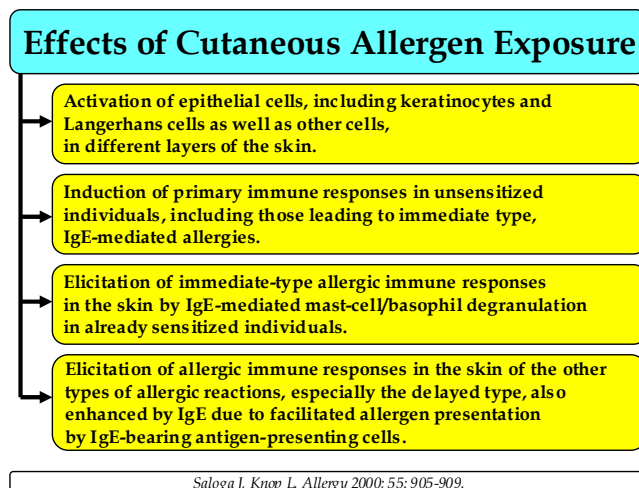 Effects of Cutaneous Allergen Exposure
Activation of epithelial cells, including keratinocytes and
Langerhans cells as well as other cells,
in different layers of the skin.
Induction of primary immune responses in unsensitized
individuals, including those leading to immediate type,
IgE-mediated allergies.
Elicitation of immediate-type allergic immune responses
in the skin by IgE-mediated mast-cell/basophil degranulation
in already sensitized individuals.
Elicitation of allergic immune responses in the skin of the other
types of allergic reactions, especially the delayed type, also
enhanced by IgE due to facilitated allergen presentation
by IgE-bearing antigen-presenting cells.
Saloga J, Knop L, Allergy 2000; 55: 905-909.